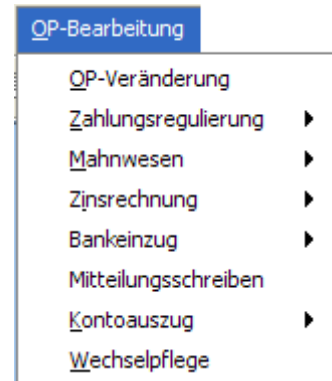 OP-Bearbeitung
OP-Veränderung
Zahlungsregulierung
Mahnwesen
Zinsrechnung
Bankeinzug
Mitteilungsschreiben
Kontoauszug
Wechselpflege